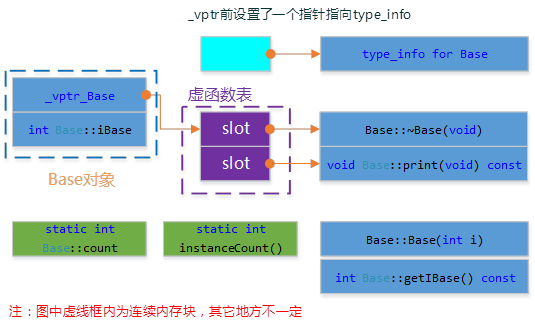 _vptr前设置了一个指针指向type_info
type_info for Base
_vptr_Base
虚函数表
int Base::iBase
slot
Base::~Base(void)
slot
void Base::print(void) const
Base对象
static int
Base::count
static int
instanceCount()
Base::Base(int i)
int Base::getIBase() const
注：图中虚线框内为连续内存块，其它地方不一定